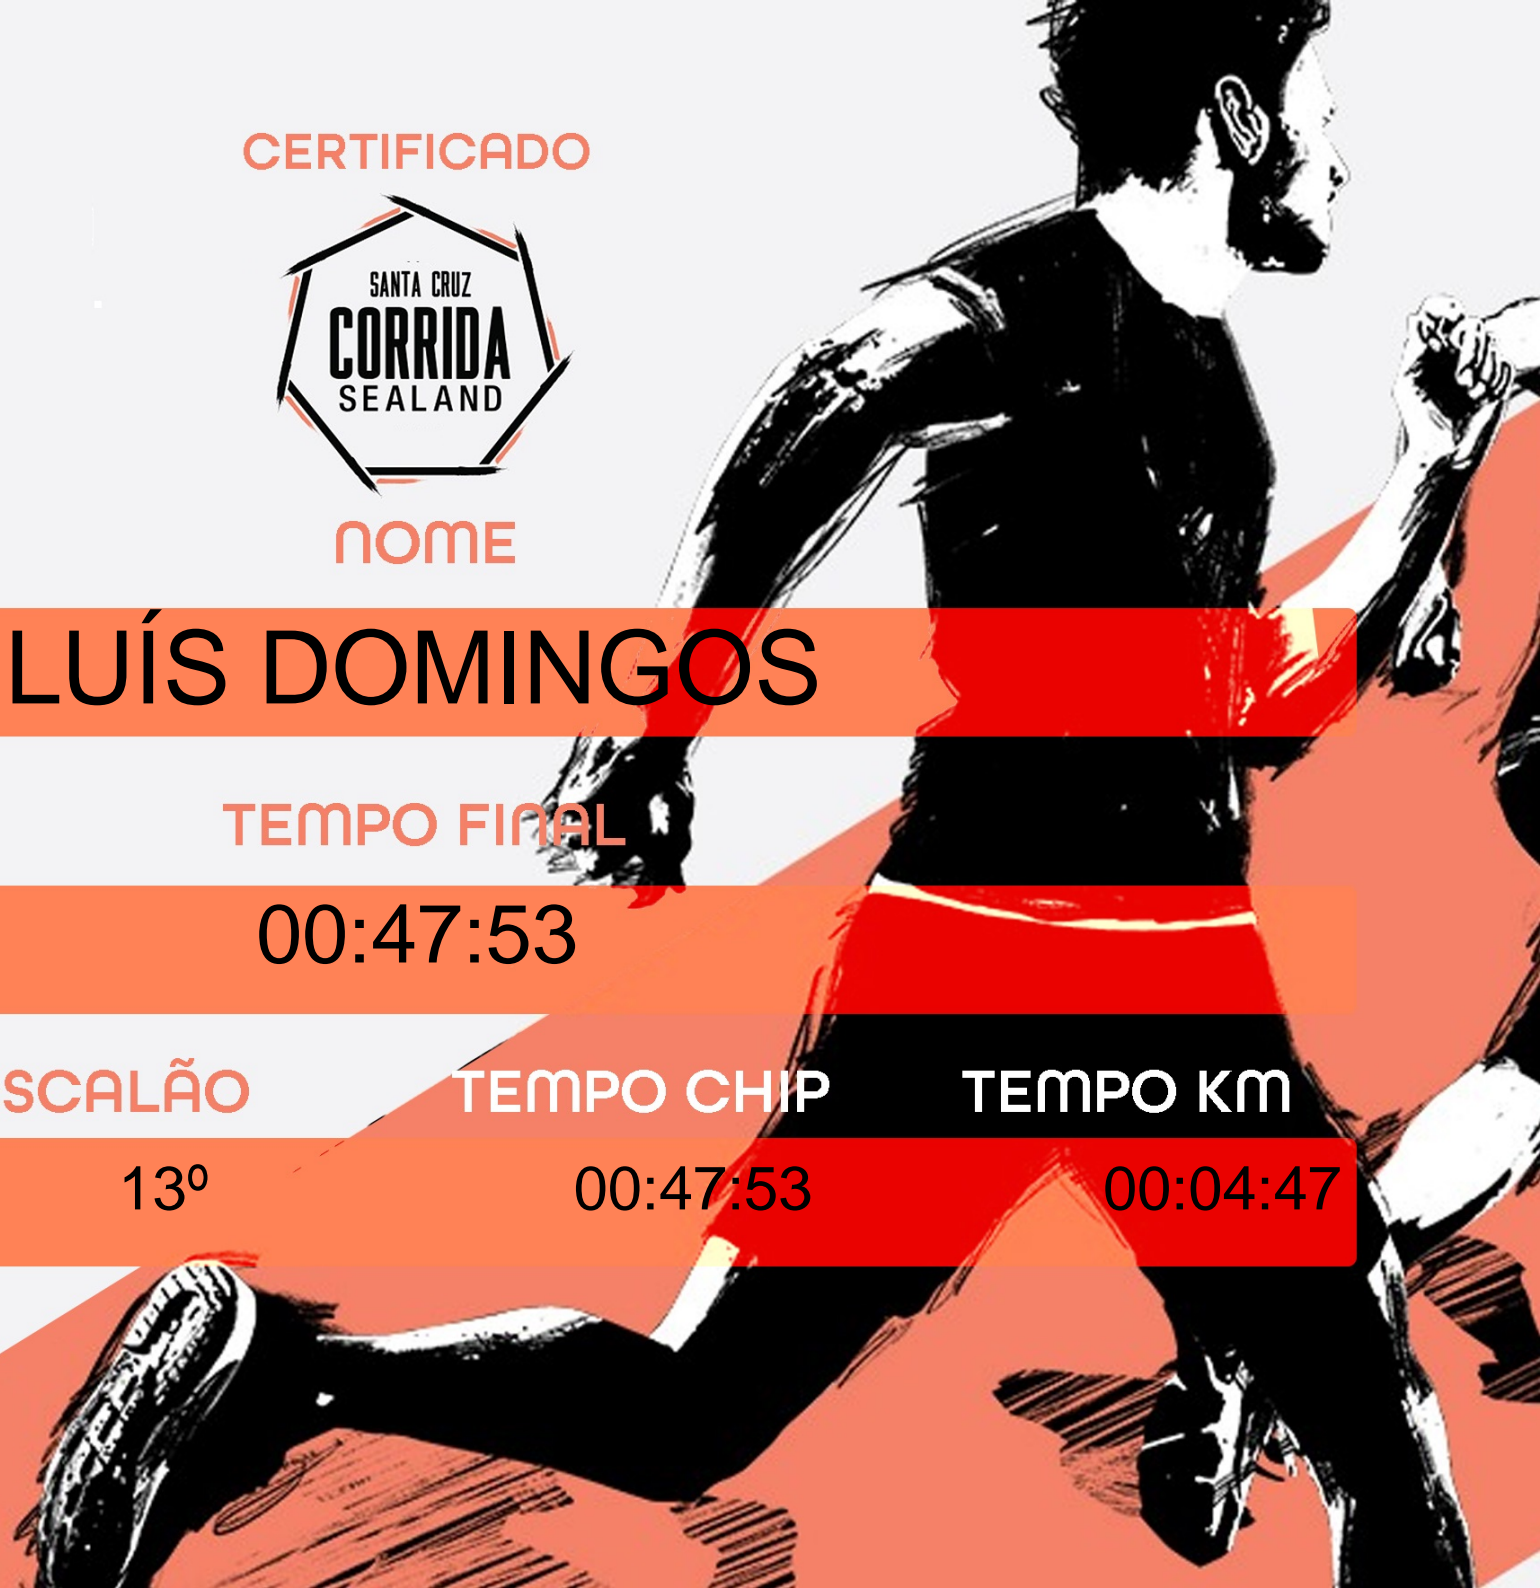 CERTIFICADO
SANTA CRUZ
CORRIDA
SEALAND
NOME
LUÍS DOMINGOS
TEMPO FINAL
00:47:53
SCALÃO TEMPO CHIP TEMPO KM
13º 00:47:53 00:04:47